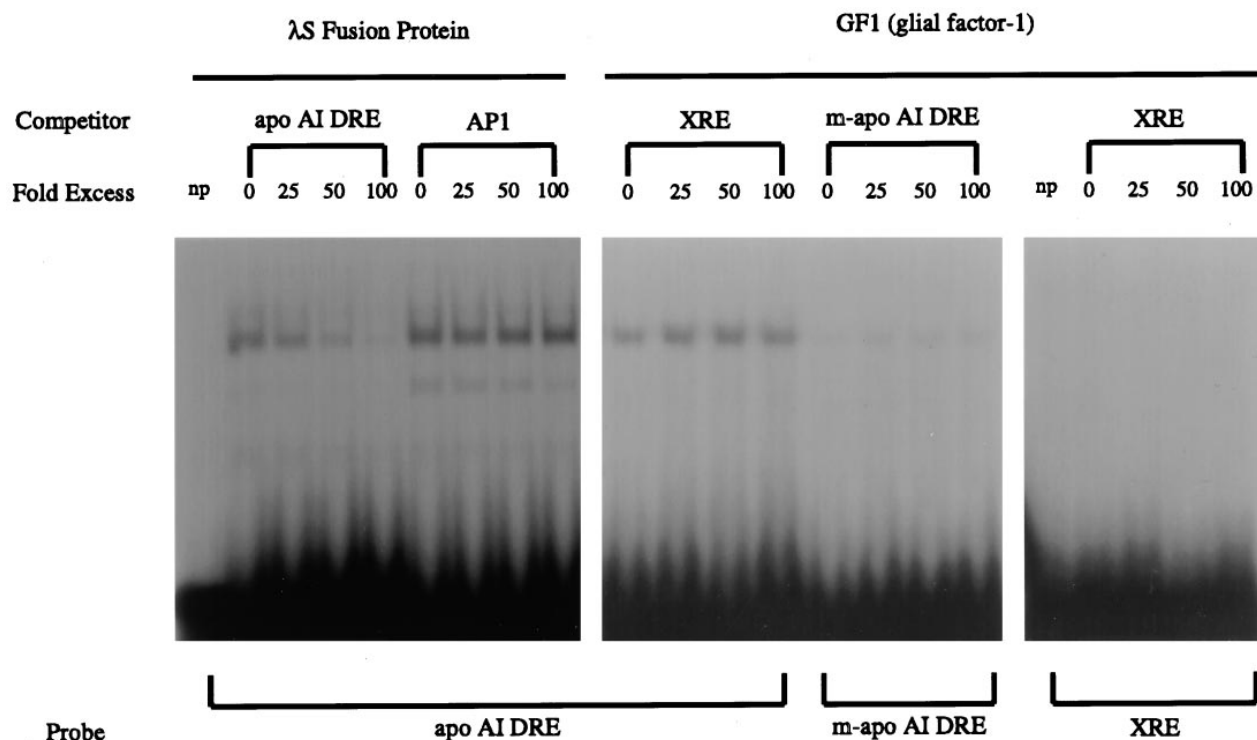 λS Fusion Protein GF1 (glial factor-1)
Competitor apo AI DRE AP1 XRE m-apo AI DRE XRE
Fold Excess np 0 25 50 100 0 25 50 100 0 25 50 100 0 25 50 100 np 0 25 50 100
Probe apo AI DRE m-apo AI DRE XRE